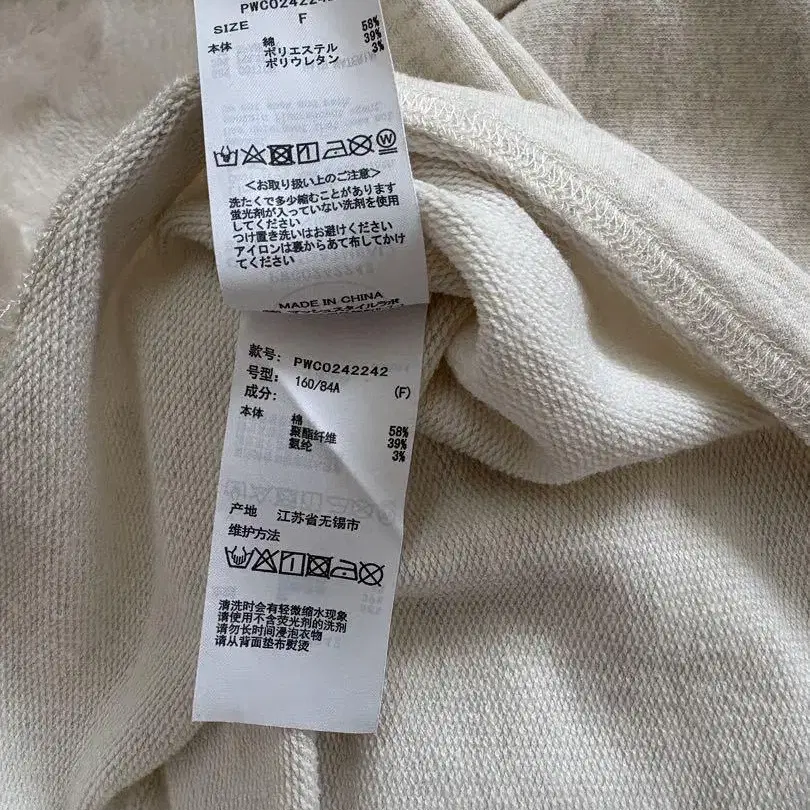 PWC0242242
SIZE F
本体 綿 58%
ポリエステル 39%
ポリウレタン 3%
<お取り扱い上のご注意>
洗たくで多少縮むことがあります
蛍光剤が入っていない洗剤を使用
してください
つけ置き洗いはお避けください
アイロンは裏からあて布してかけ
てください
MADE IN CHINA
款号: PWC0242242
号型: 160/84A (F)
成分:
本体 棉 58%
聚酯纤维 39%
氨纶 3%
产地 江苏省无锡市
维护方法
清洗时会有轻微缩水现象
请使用不含荧光剂的洗剂
请勿长时间浸泡衣物
请从背面垫布熨烫